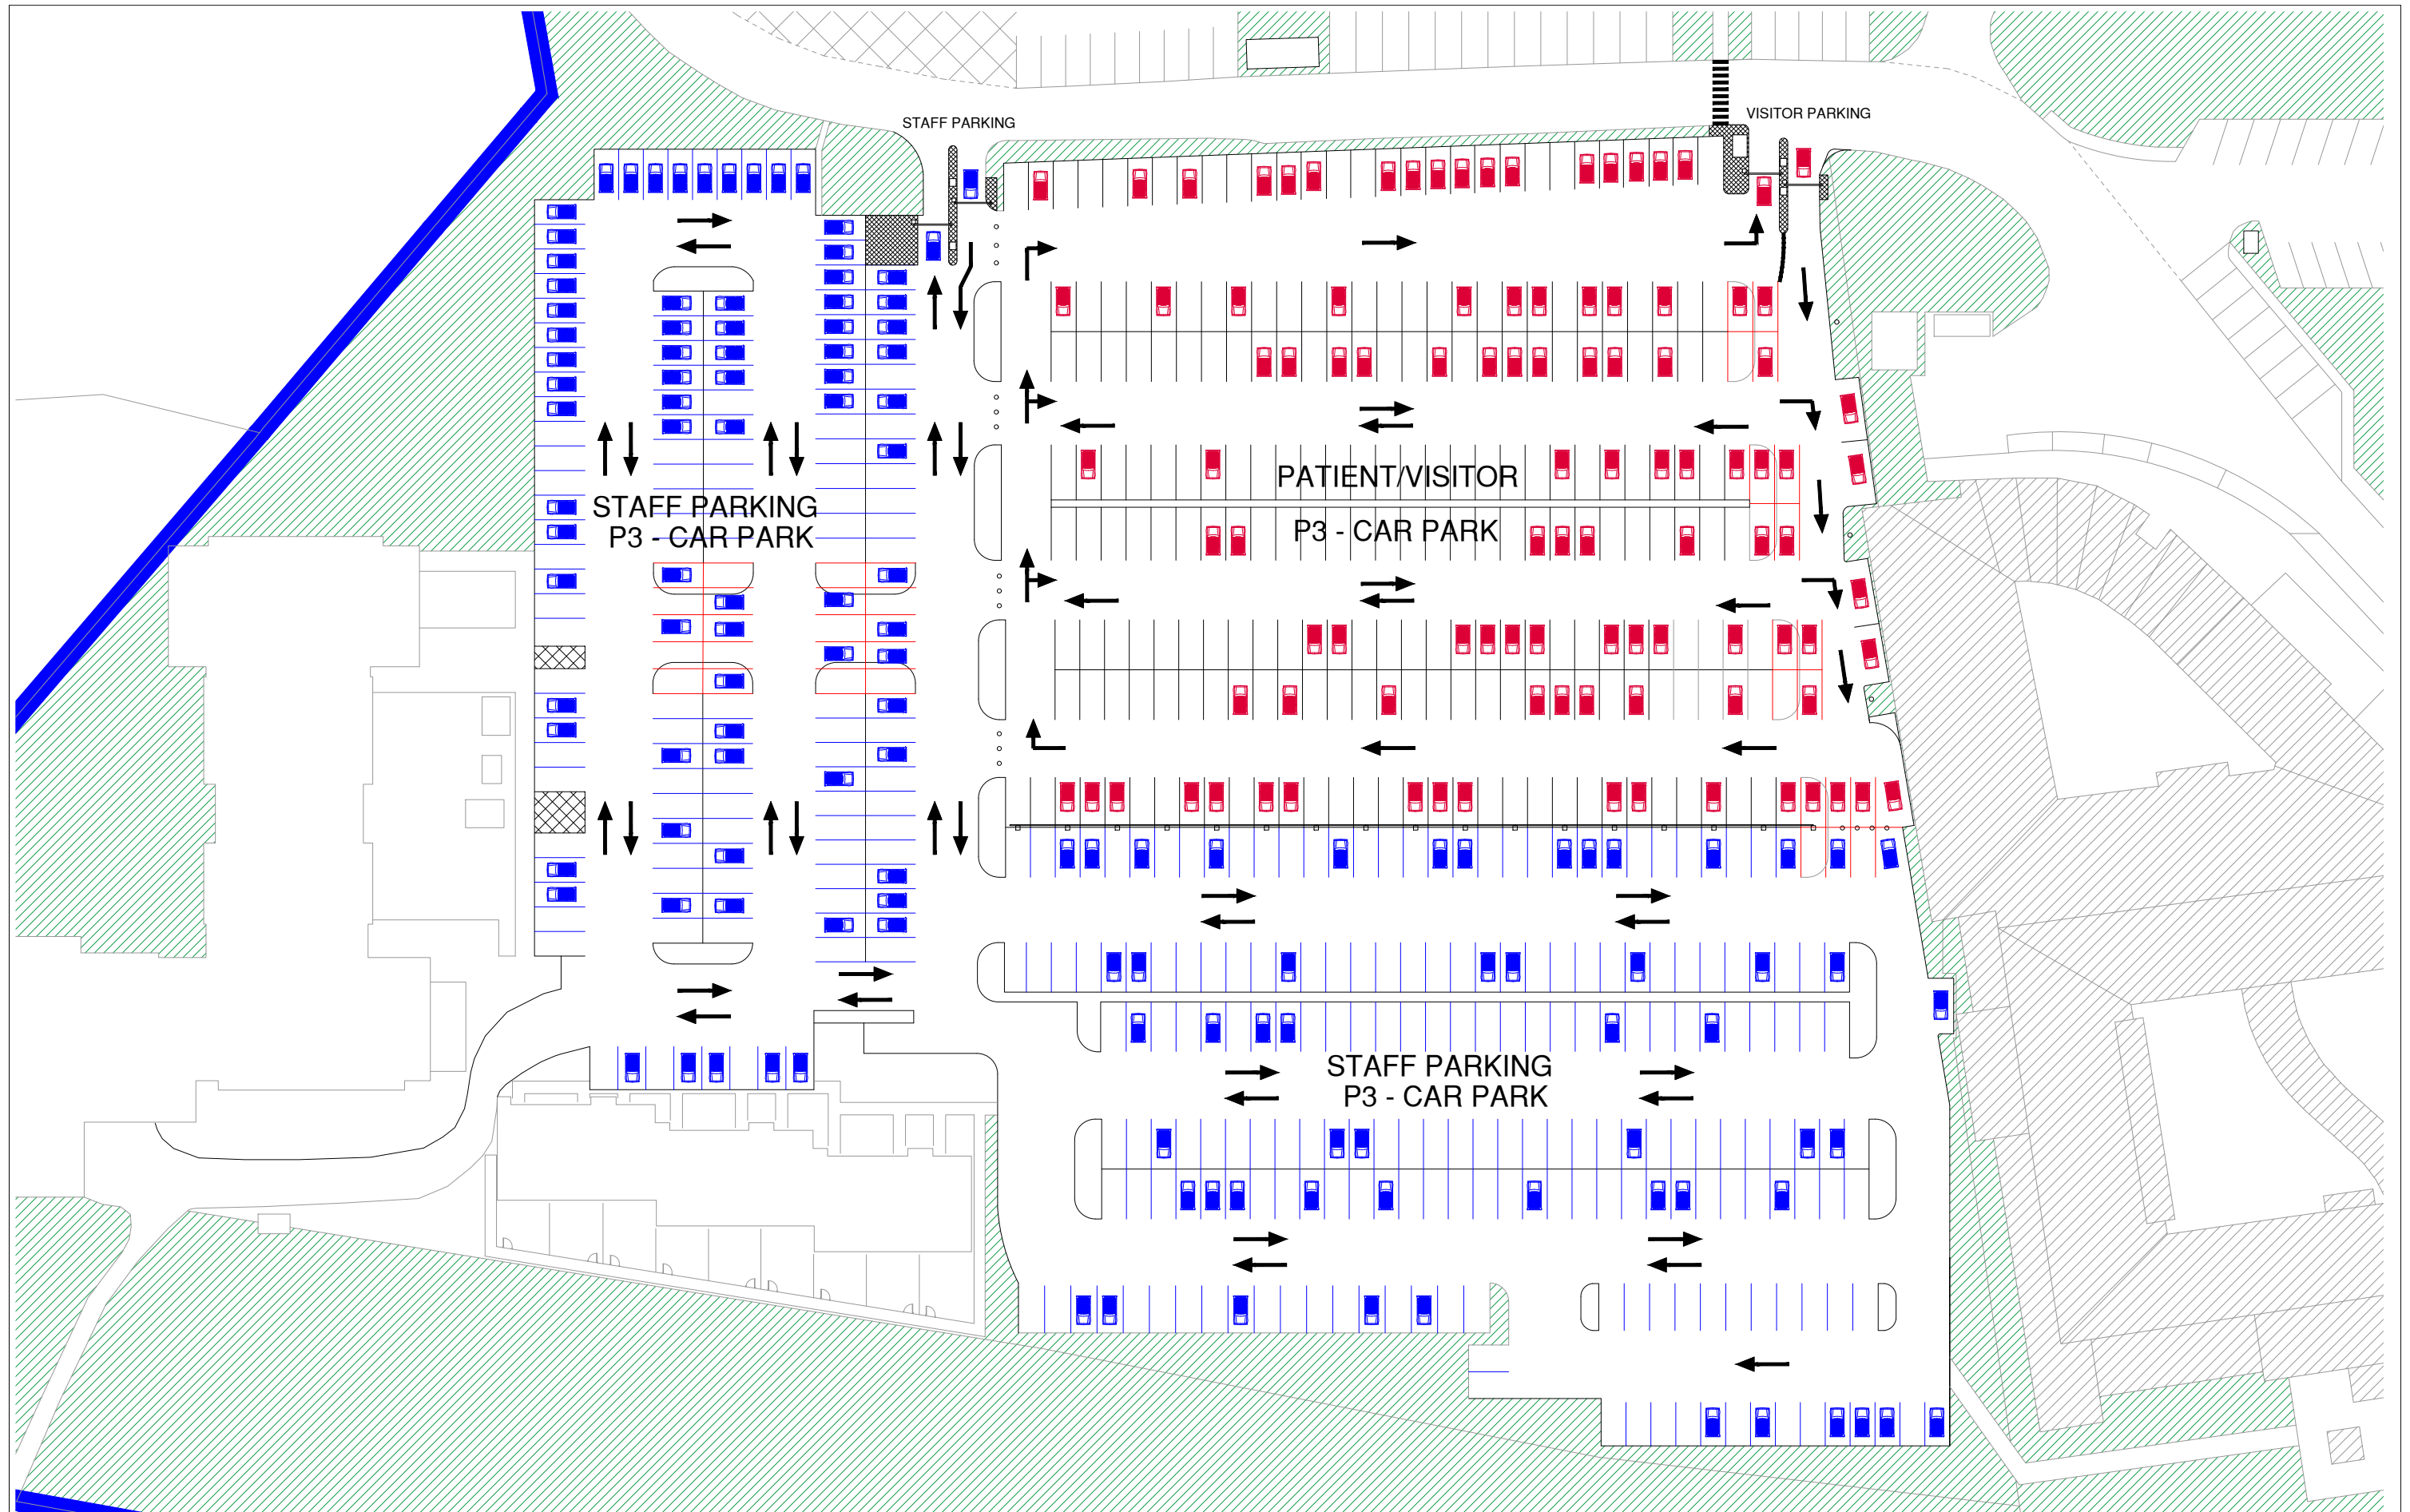 STAFF PARKING
VISITOR PARKING
PATIENT/VISITOR
P3 - CAR PARK
STAFF PARKING
P3 - CAR PARK
STAFF PARKING
P3 - CAR PARK